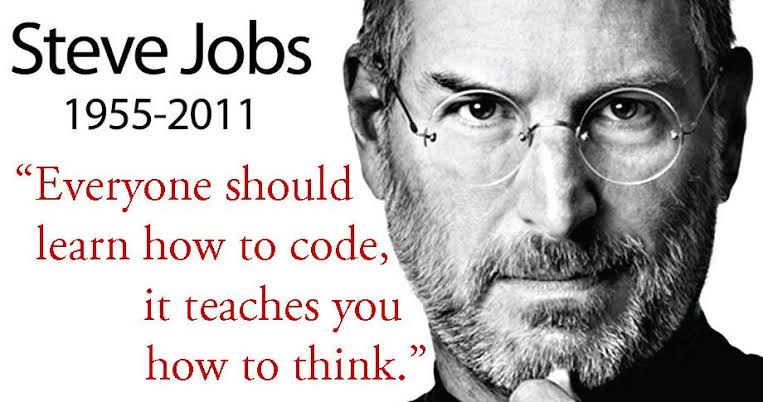 Steve Jobs
1955-2011
“Everyone should
learn how to code,
it teaches you
how to think.”